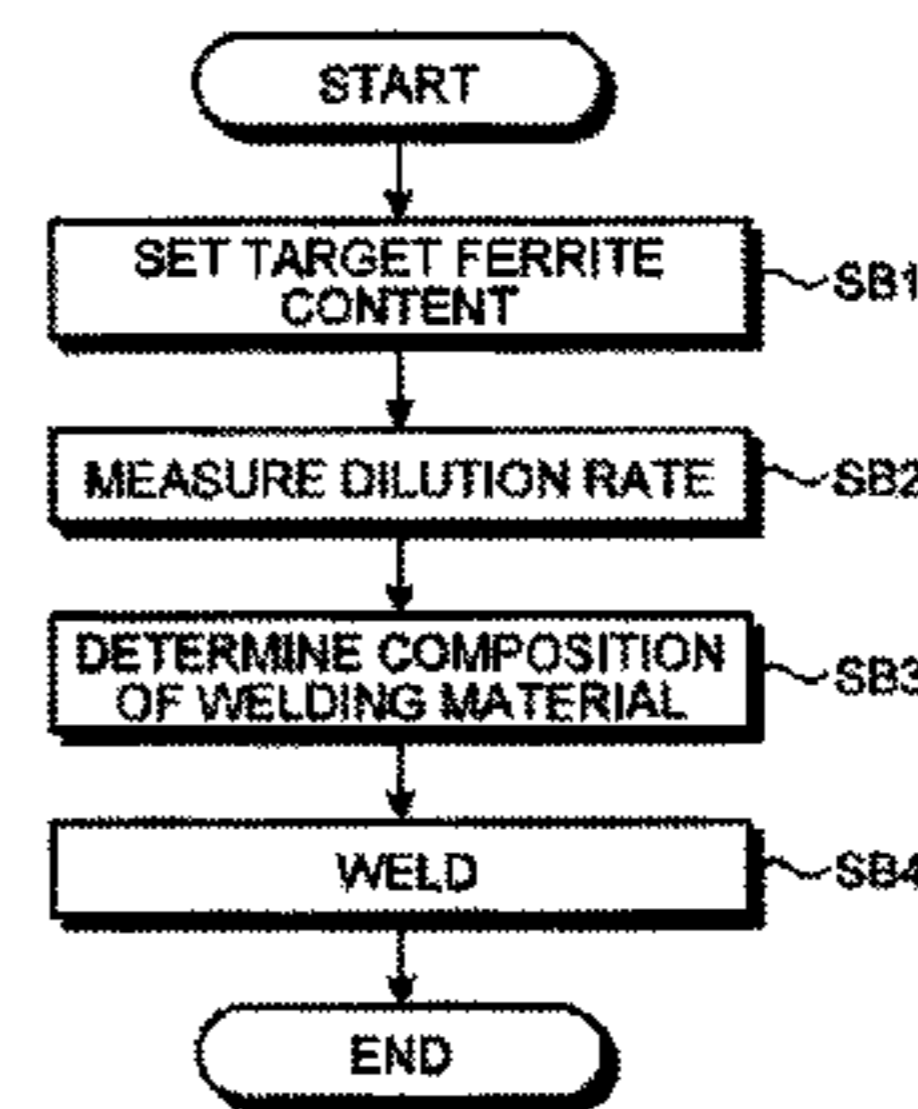 START
SET TARGET FERRITE
CONTENT
SB1
MEASURE DILUTION RATE
SB2
DETERMINE COMPOSITION
OF WELDING MATERIAL
SB3
WELD
SB4
END